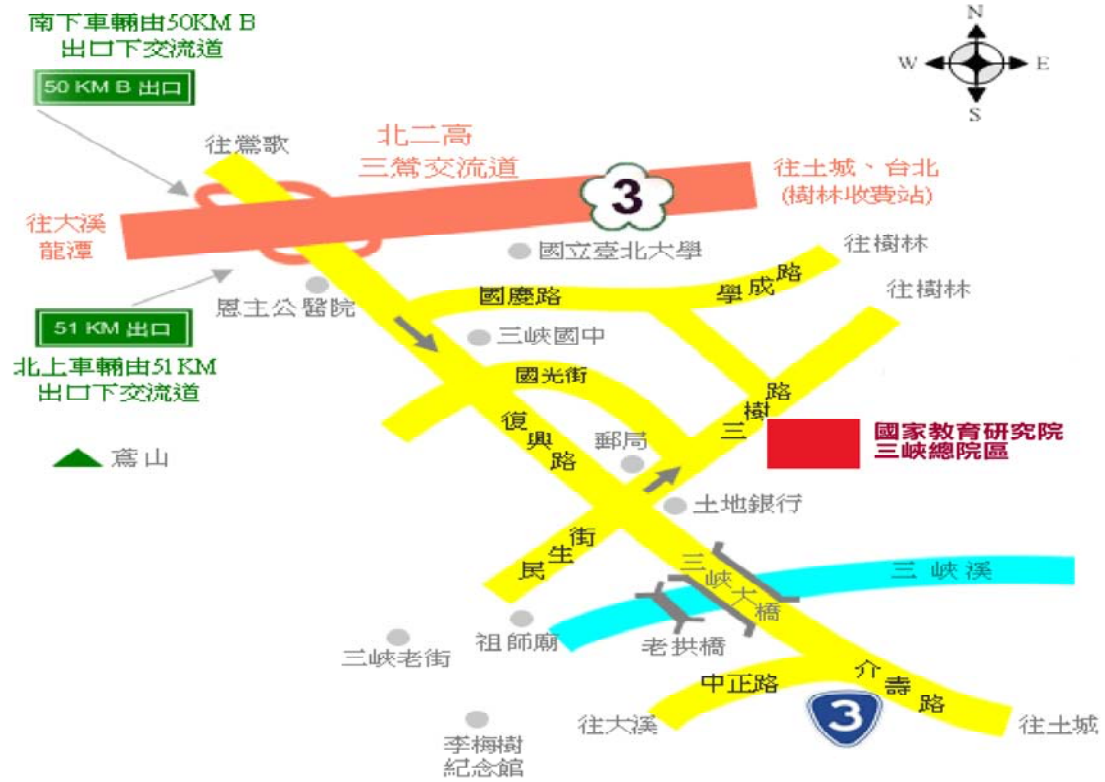 南下車輛由50KM B
出口下交流道
50 KM B 出口
N
W
E
S
往鶯歌
北二高
三鶯交流道
3
往土城、台北
(樹林收費站)
往大溪
龍潭
國立臺北大學
往樹林
往樹林
恩主公醫院
國慶路
學成路
51 KM 出口
北上車輛由51KM
出口下交流道
三峽國中
國光街
復興路
三樹路
郵局
國家教育研究院
三峽總院區
鳶山
土地銀行
民生街
三峽大橋
三峽溪
祖師廟
老拱橋
三峽老街
中正路
介壽路
3
往大溪
往土城
李梅樹
紀念館